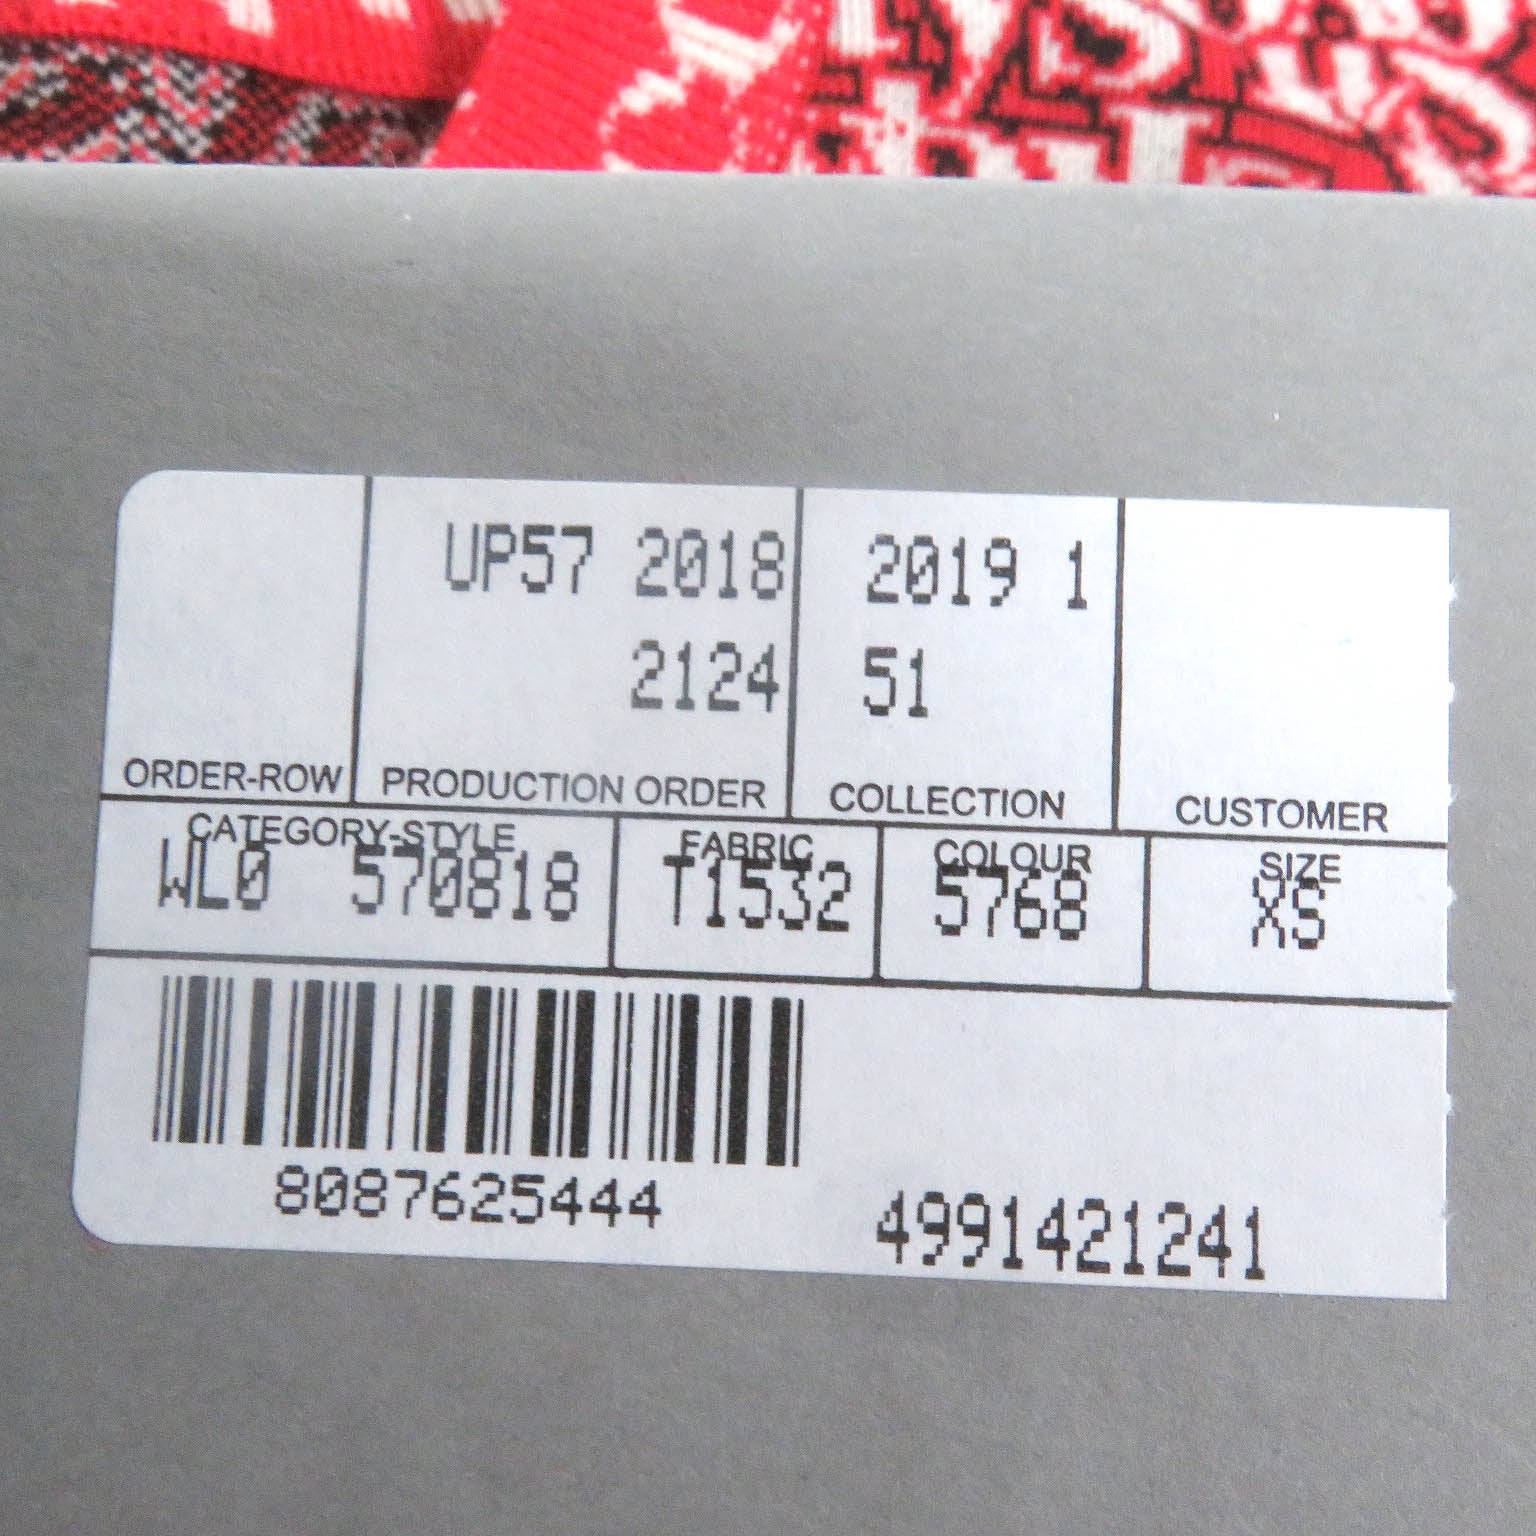 UP57 2018
2124
2019 1
51
ORDER-ROW
PRODUCTION ORDER
COLLECTION
CUSTOMER
CATEGORY-STYLE
WL0 570818
FABRIC
T1532
COLOUR
5768
SIZE
XS
8087625444
4991421241